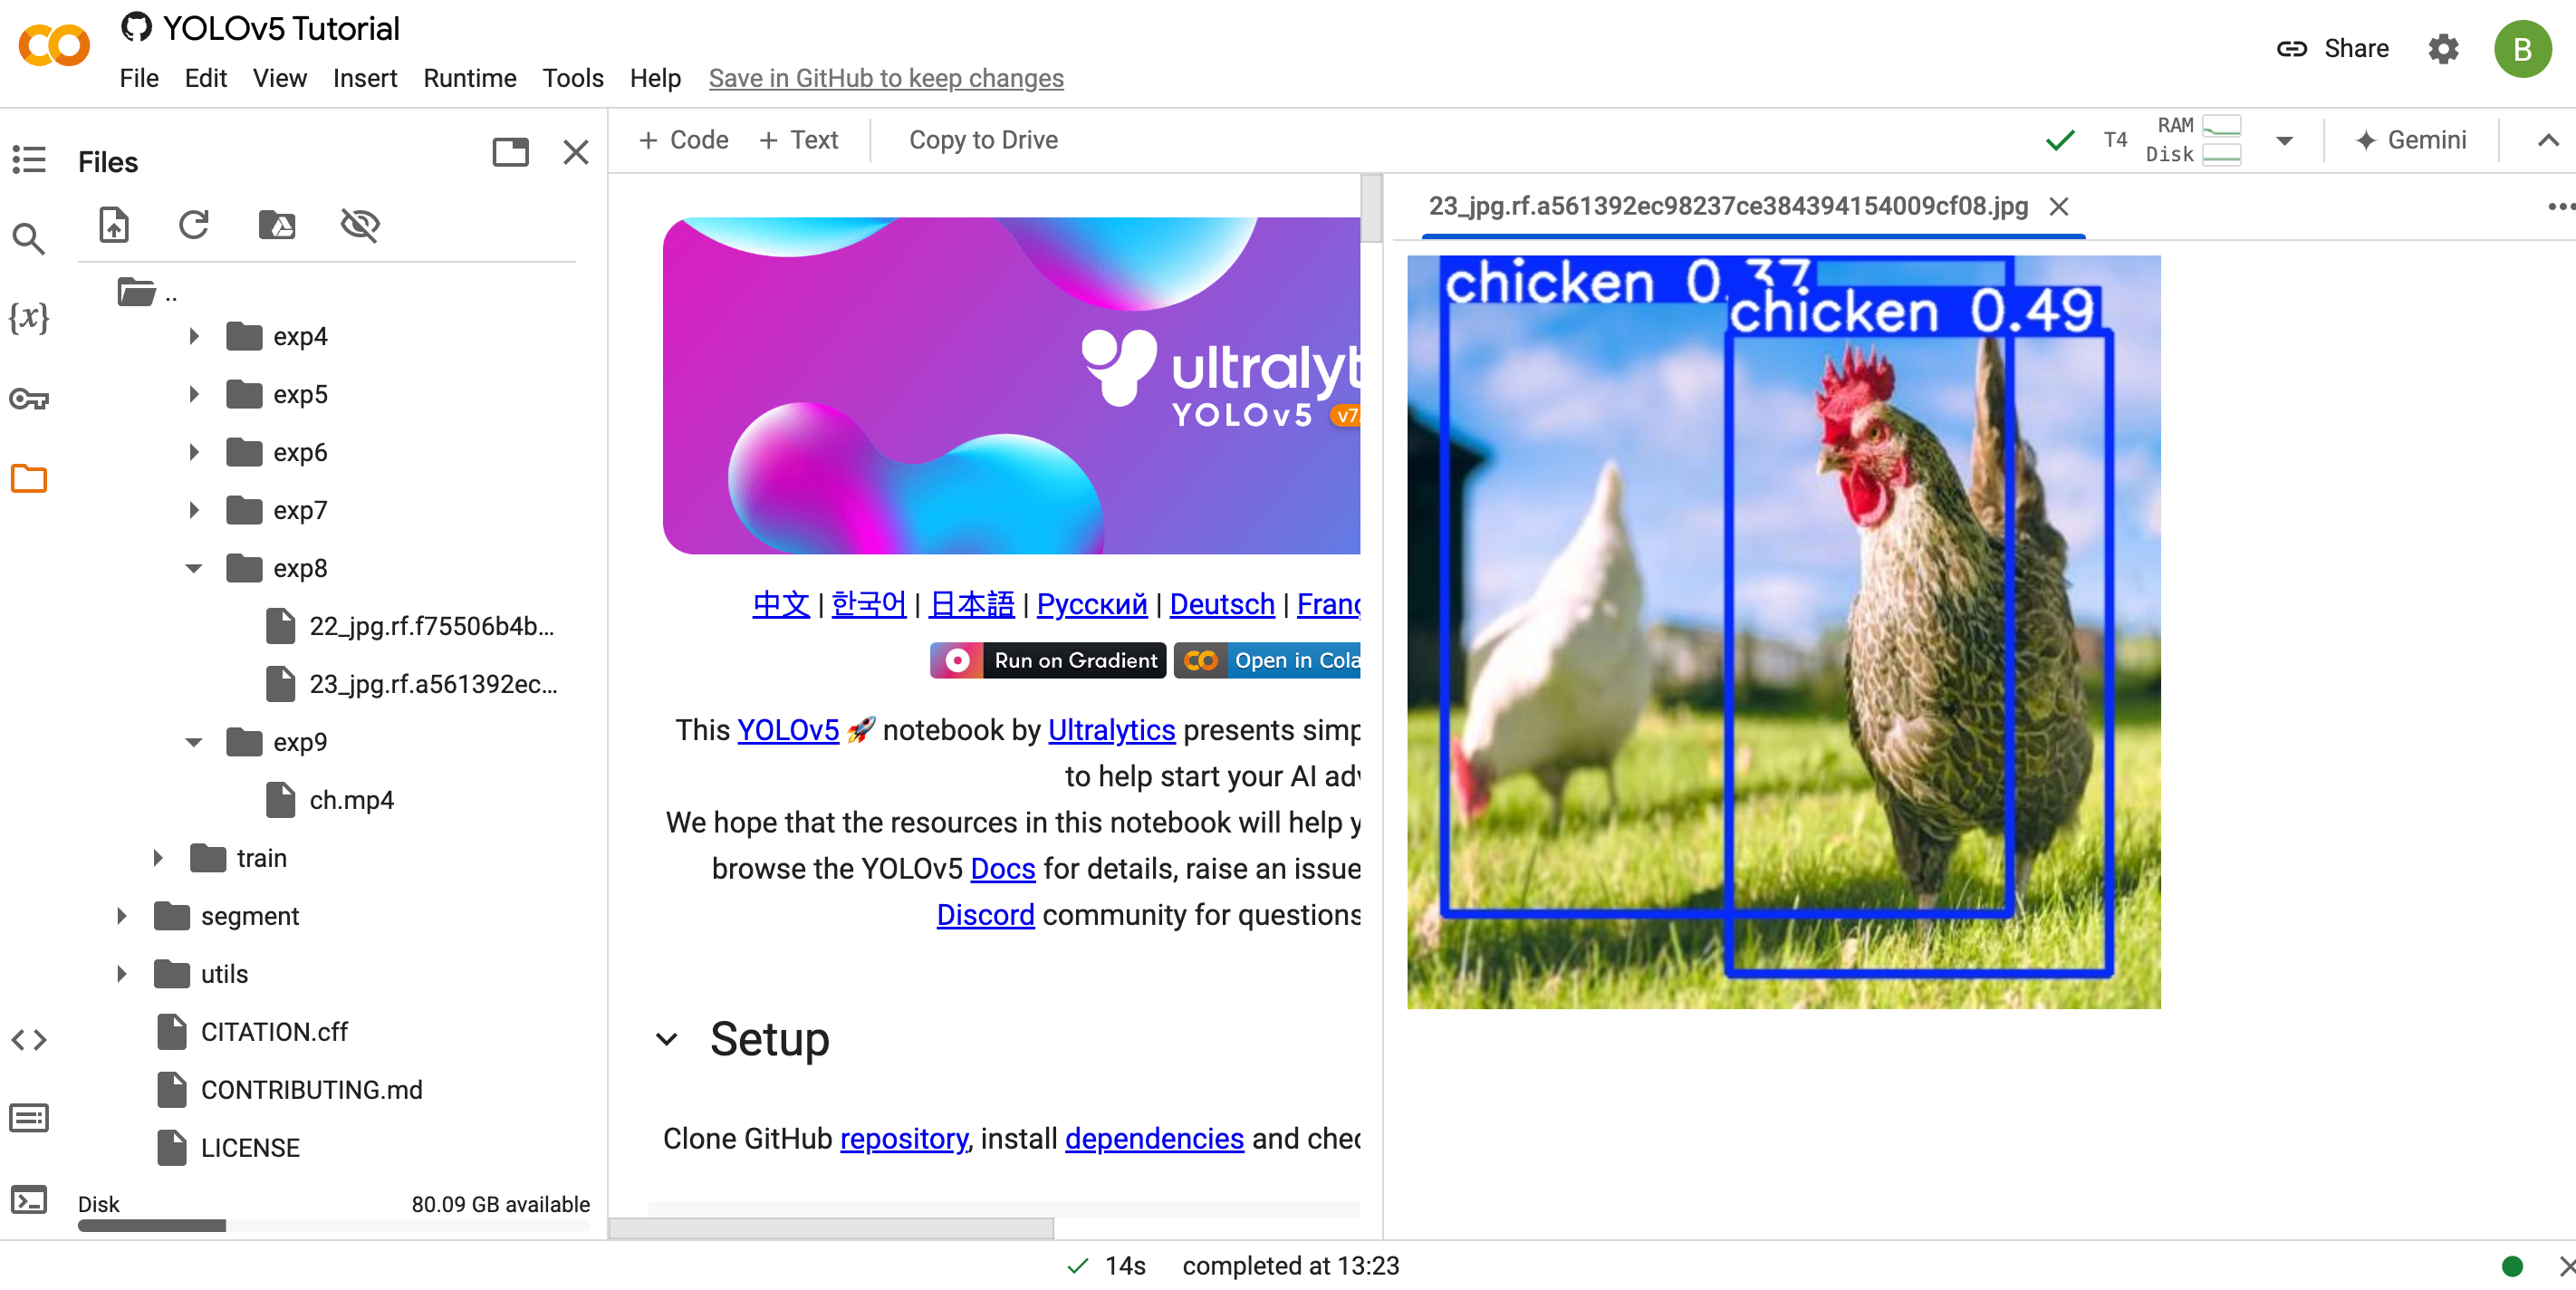 YOLOv5 Tutorial
File Edit View Insert Runtime Tools Help Save in GitHub to keep changes
Share
B
Files
+ Code + Text Copy to Drive
T4
RAM
Disk
Gemini
..
exp4
exp5
exp6
exp7
exp8
22_jpg.rf.f75506b4b...
23_jpg.rf.a561392ec...
exp9
ch.mp4
train
segment
utils
CITATION.cff
CONTRIBUTING.md
LICENSE
Disk 80.09 GB available
{x}
ultralyt
YOLOv5 v7.
中文 | 한국어 | 日本語 | Русский | Deutsch | Franç
Run on Gradient Open in Cola
This YOLOv5 🚀 notebook by Ultralytics presents simp
to help start your AI adv
We hope that the resources in this notebook will help y
browse the YOLOv5 Docs for details, raise an issue
Discord community for questions
Setup
Clone GitHub repository, install dependencies and chec
23_jpg.rf.a561392ec98237ce384394154009cf08.jpg
chicken 0.37
chicken 0.49
14s completed at 13:23